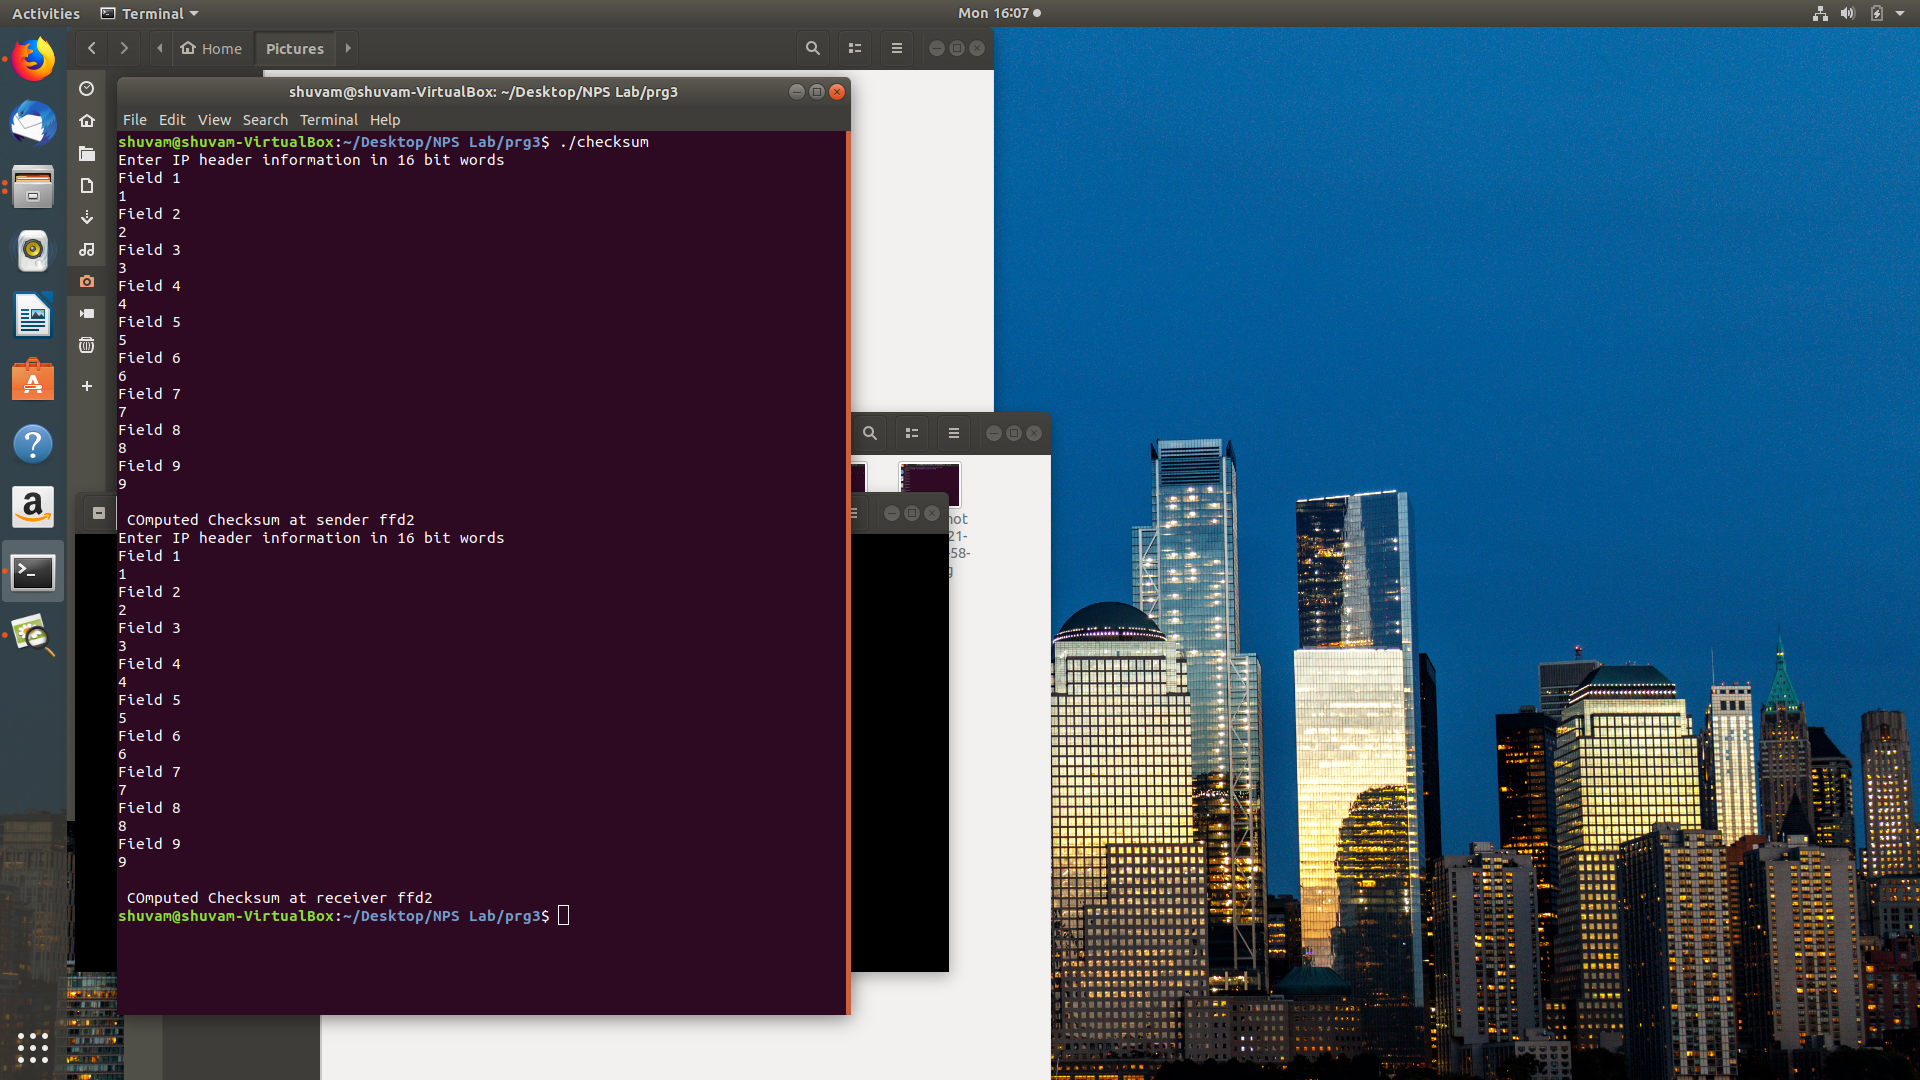 Activities
Terminal
Mon 16:07
Home
Pictures
shuvam@shuvam-VirtualBox: ~/Desktop/NPS Lab/prg3
File Edit View Search Terminal Help
shuvam@shuvam-VirtualBox:~/Desktop/NPS Lab/prg3$ ./checksum
Enter IP header information in 16 bit words
Field 1
1
Field 2
2
Field 3
3
Field 4
4
Field 5
5
Field 6
6
Field 7
7
Field 8
8
Field 9
9
COmputed Checksum at sender ffd2
Enter IP header information in 16 bit words
Field 1
1
Field 2
2
Field 3
3
Field 4
4
Field 5
5
Field 6
6
Field 7
7
Field 8
8
Field 9
9
COmputed Checksum at receiver ffd2
shuvam@shuvam-VirtualBox:~/Desktop/NPS Lab/prg3$
21-
-58-